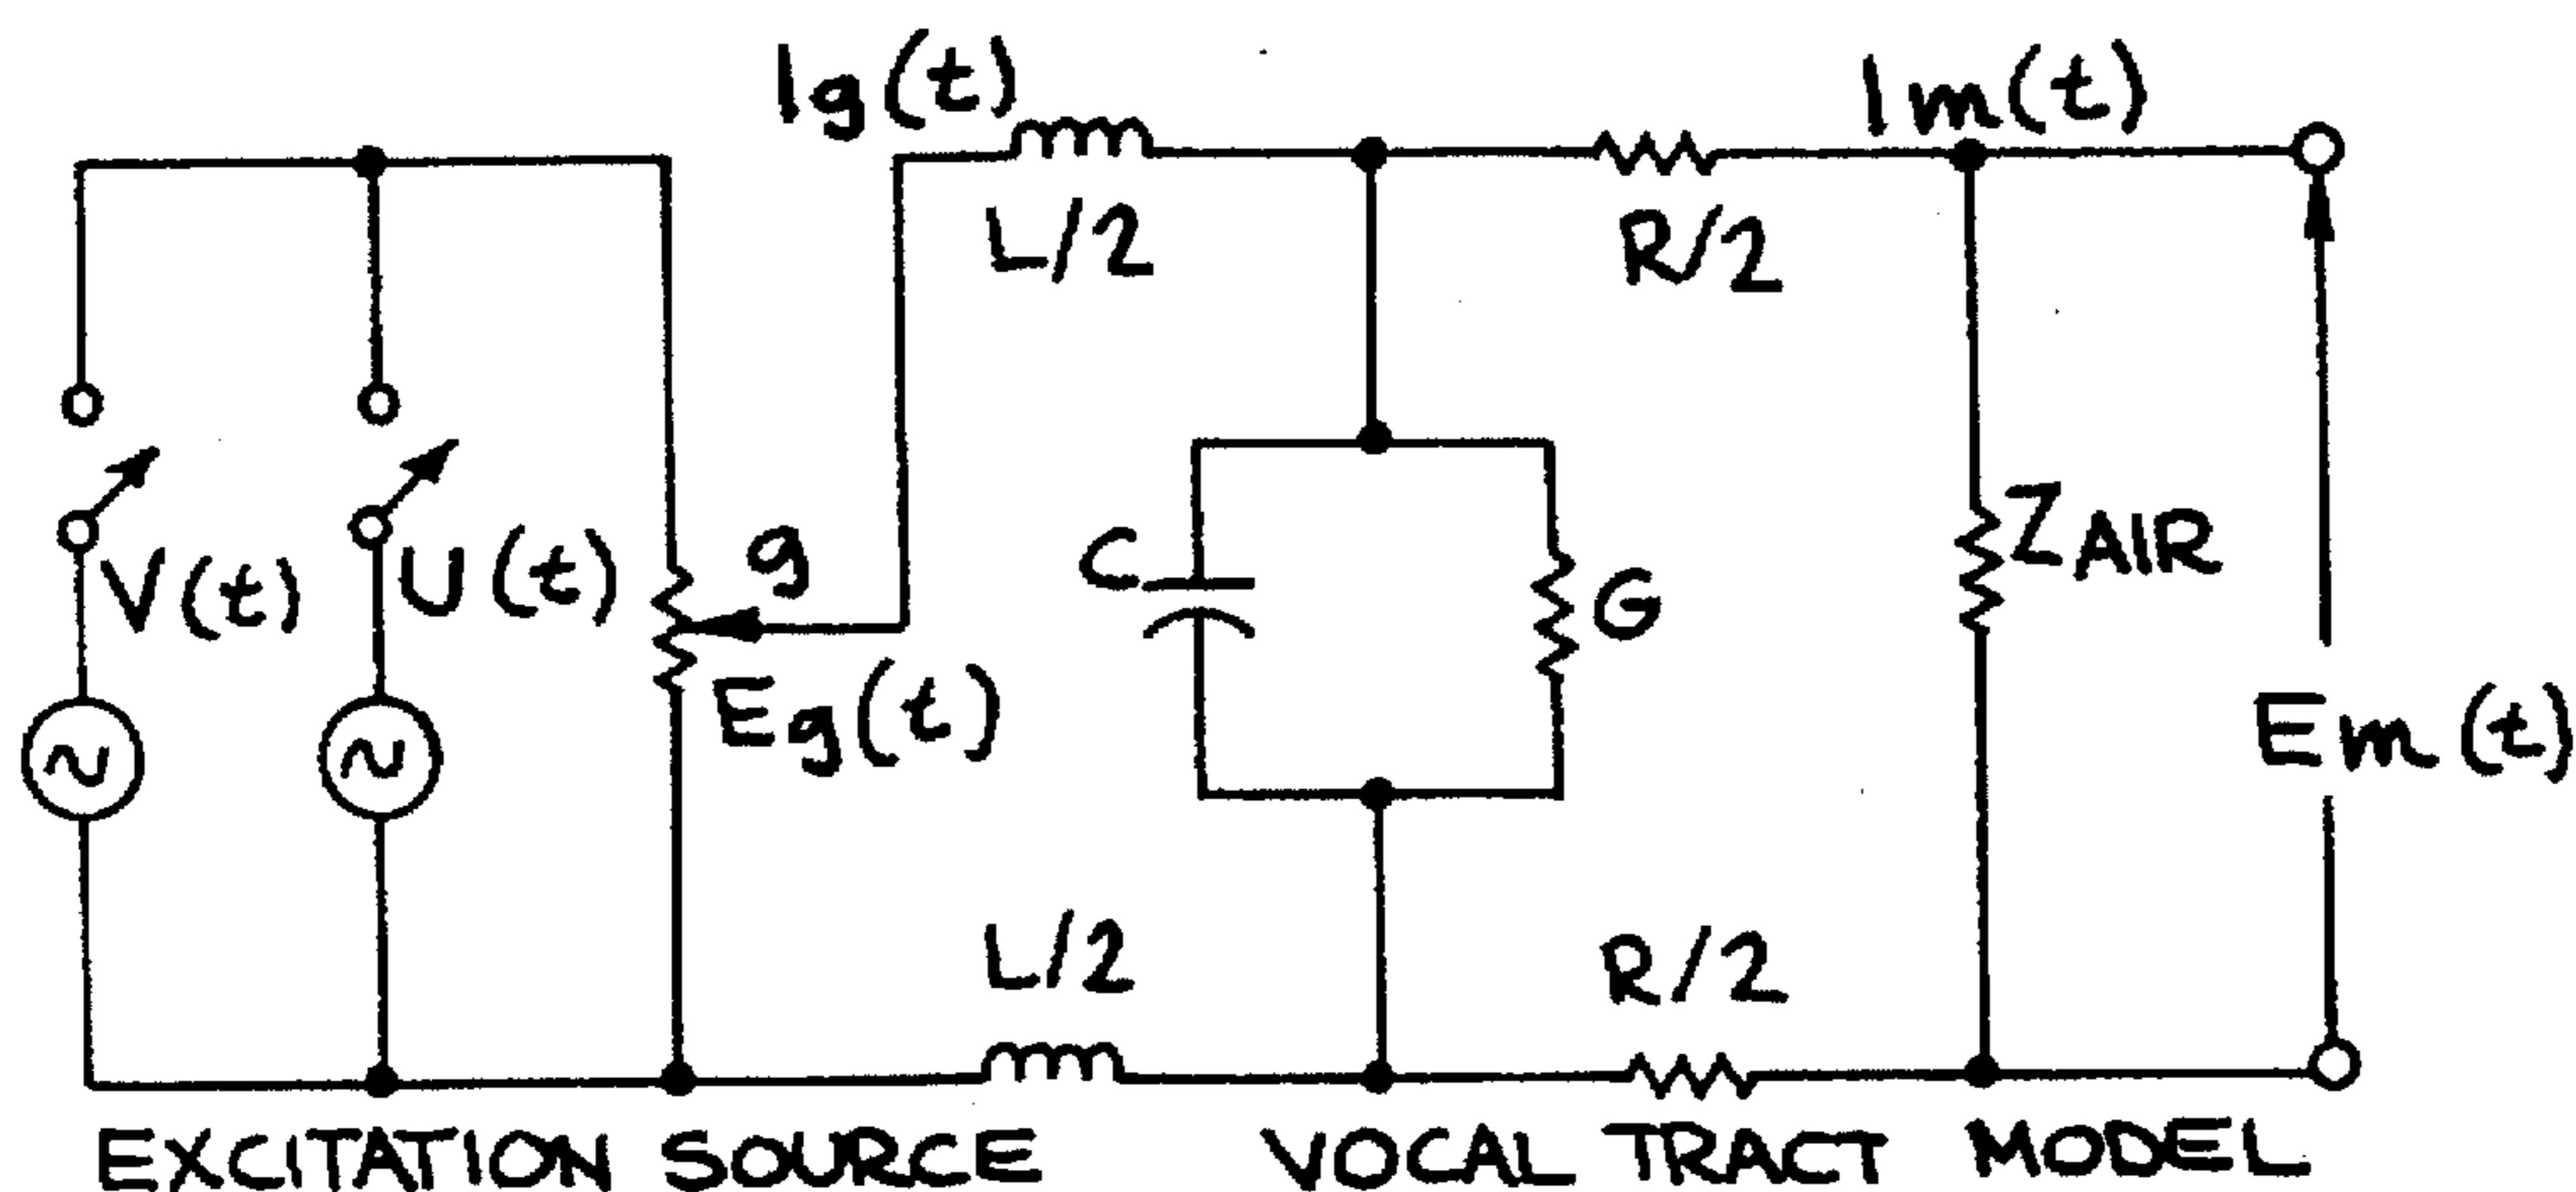 Ig(t)
Im(t)
L/2
R/2
V(t)
U(t)
g
Eg(t)
C
G
ZAIR
Em(t)
L/2
R/2
EXCITATION SOURCE
VOCAL TRACT MODEL